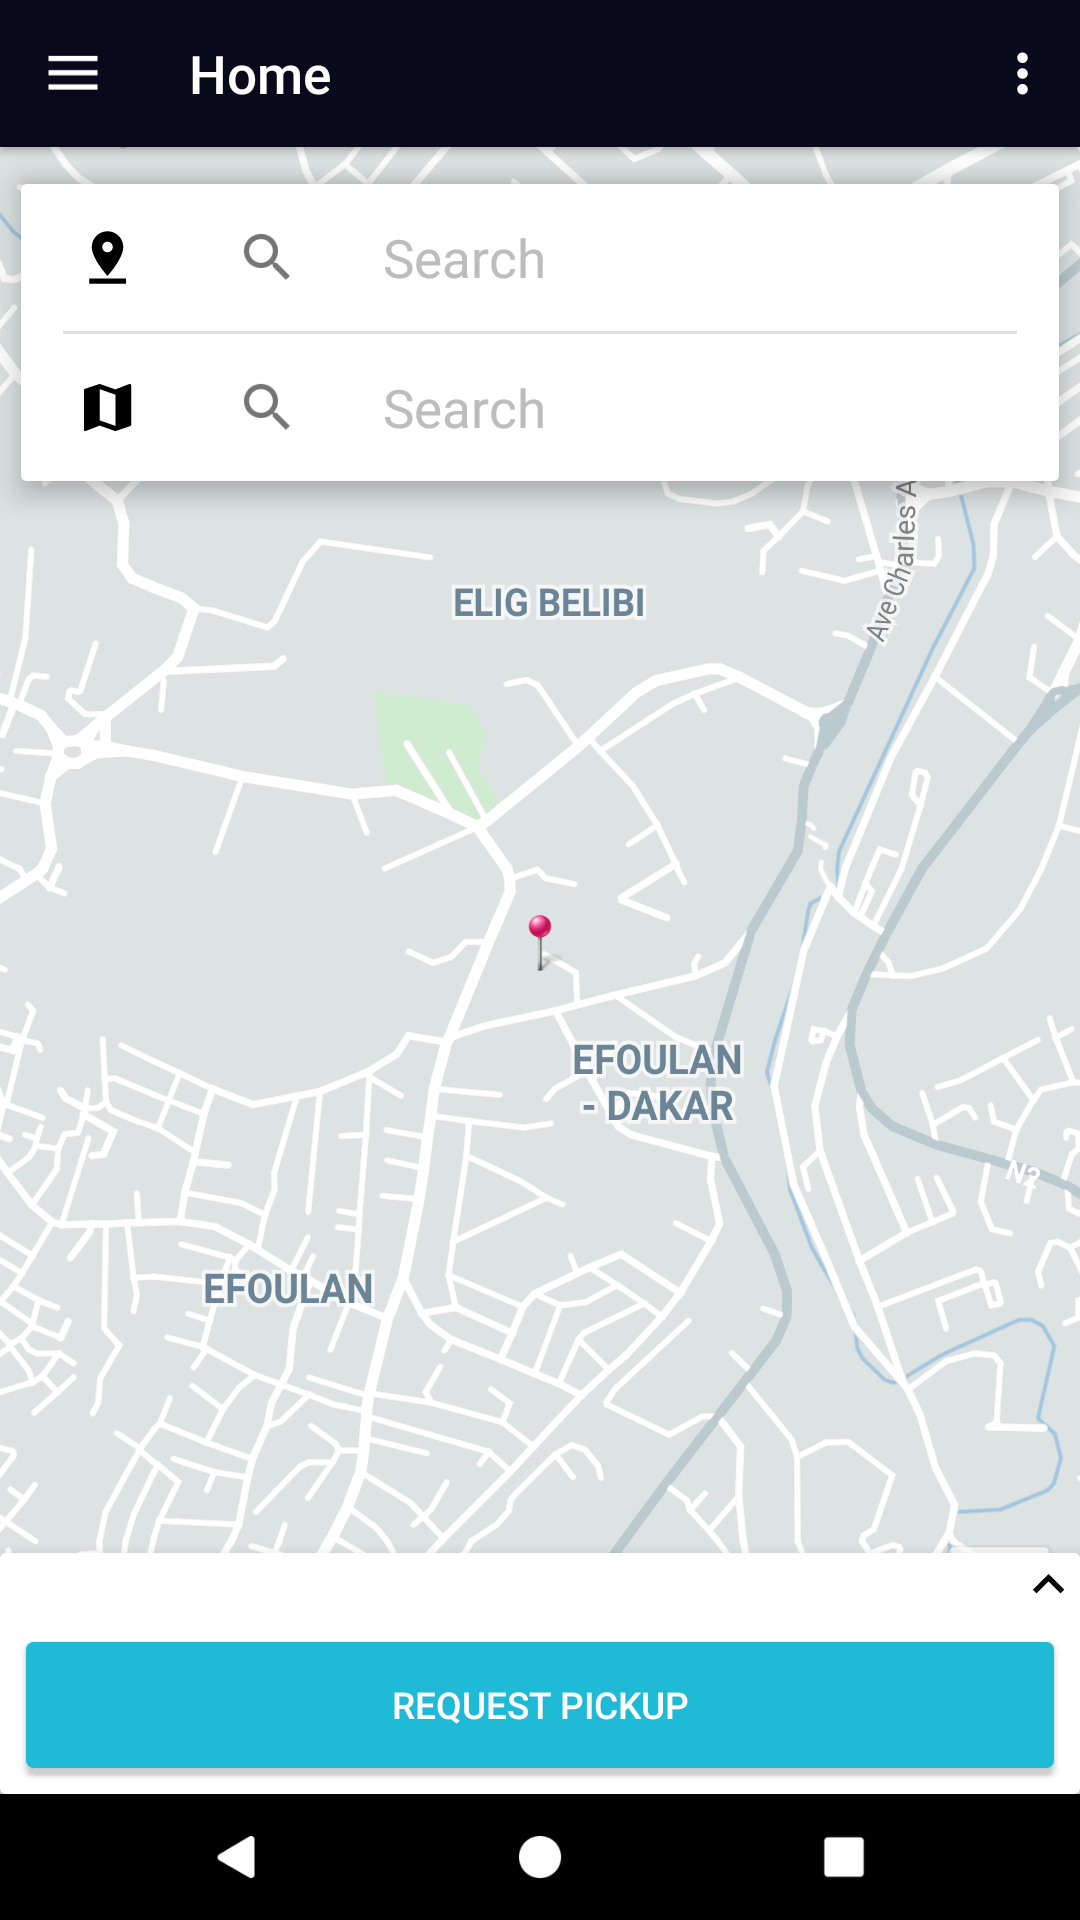 Home
Search
Search
Ave Charles A
ELIG BELIBI
EFOULAN
- DAKAR
N2
EFOULAN
REQUEST PICKUP